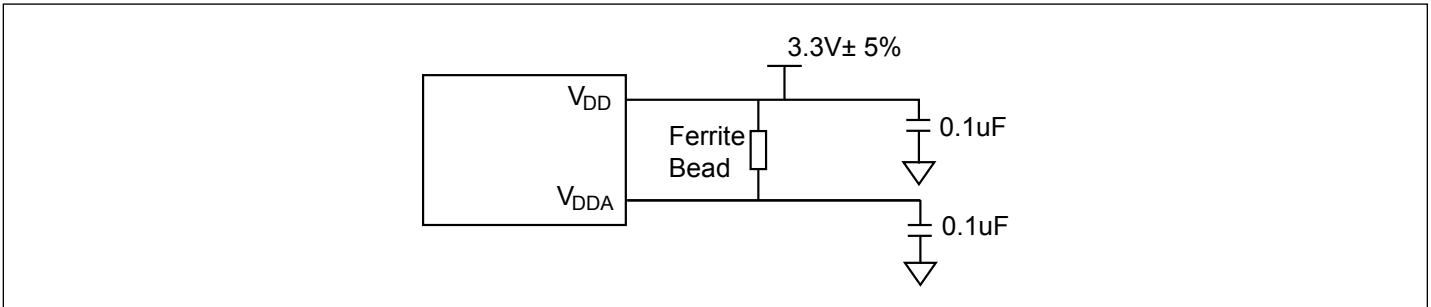 3.3V± 5%
VDD
0.1uF
Ferrite
Bead
VDDA
0.1uF